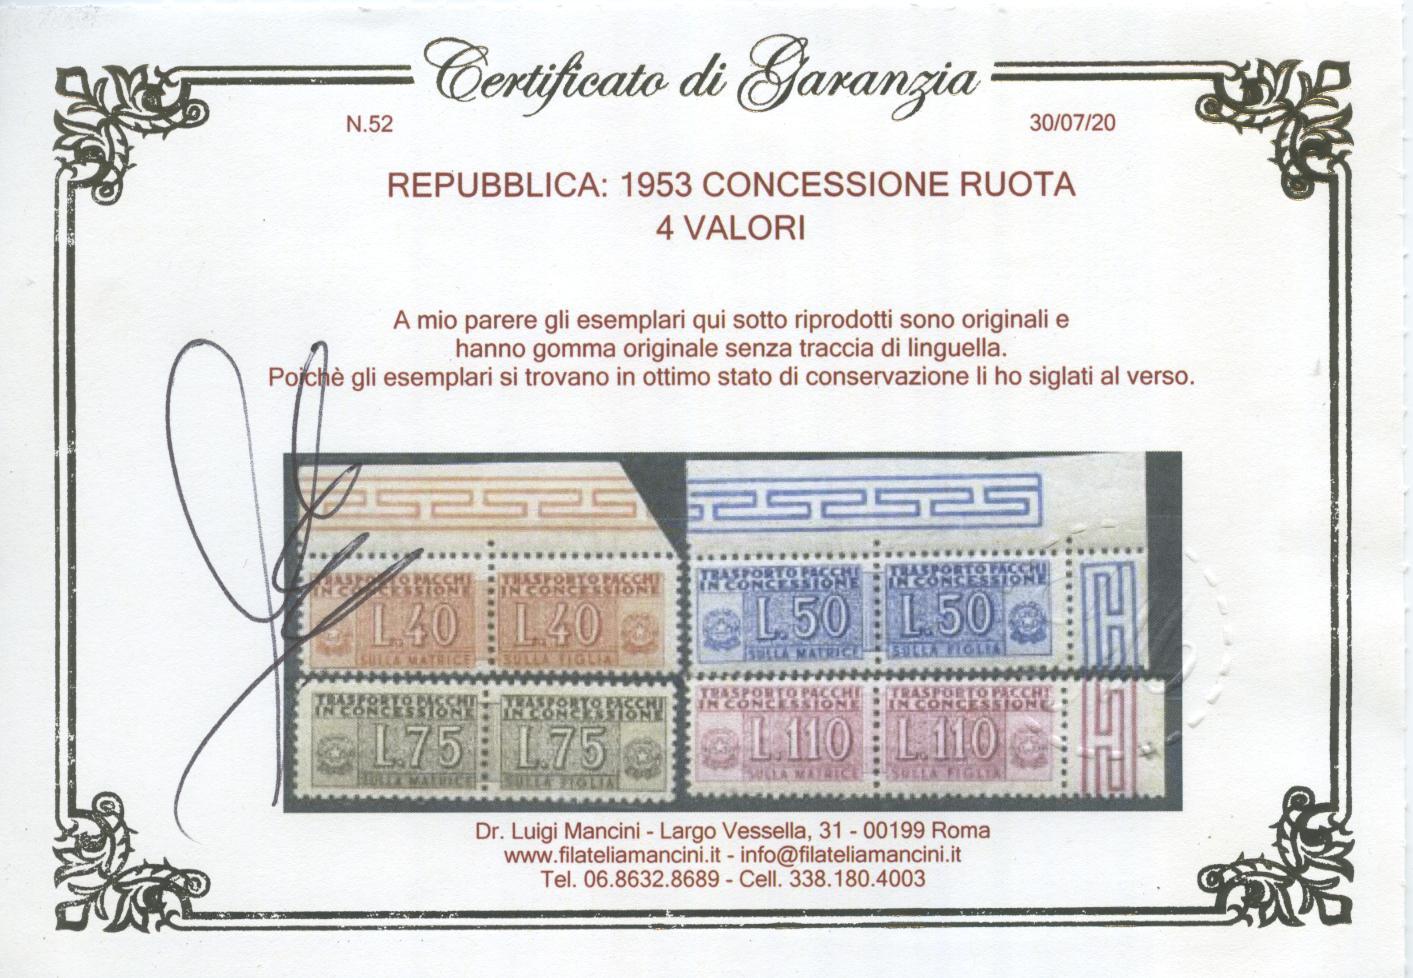 Certificato di Garanzia
N.52
30/07/20
REPUBBLICA: 1953 CONCESSIONE RUOTA
4 VALORI
A mio parere gli esemplari qui sotto riprodotti sono originali e
hanno gomma originale senza traccia di linguella.
Poichè gli esemplari si trovano in ottimo stato di conservazione li ho siglati al verso.
TRASPORTO PACCHI
IN CONCESSIONE
L.40
SULLA MATRICE
TRASPORTO PACCHI
IN CONCESSIONE
L.40
SULLA FIGLIA
TRASPORTO PACCHI
IN CONCESSIONE
L.50
SULLA MATRICE
TRASPORTO PACCHI
IN CONCESSIONE
L.50
SULLA FIGLIA
TRASPORTO PACCHI
IN CONCESSIONE
L.75
SULLA MATRICE
TRASPORTO PACCHI
IN CONCESSIONE
L.75
SULLA FIGLIA
TRASPORTO PACCHI
IN CONCESSIONE
L.110
SULLA MATRICE
TRASPORTO PACCHI
IN CONCESSIONE
L.110
SULLA FIGLIA
Dr. Luigi Mancini - Largo Vessella, 31 - 00199 Roma
www.filateliamancini.it - info@filateliamancini.it
Tel. 06.8632.8689 - Cell. 338.180.4003